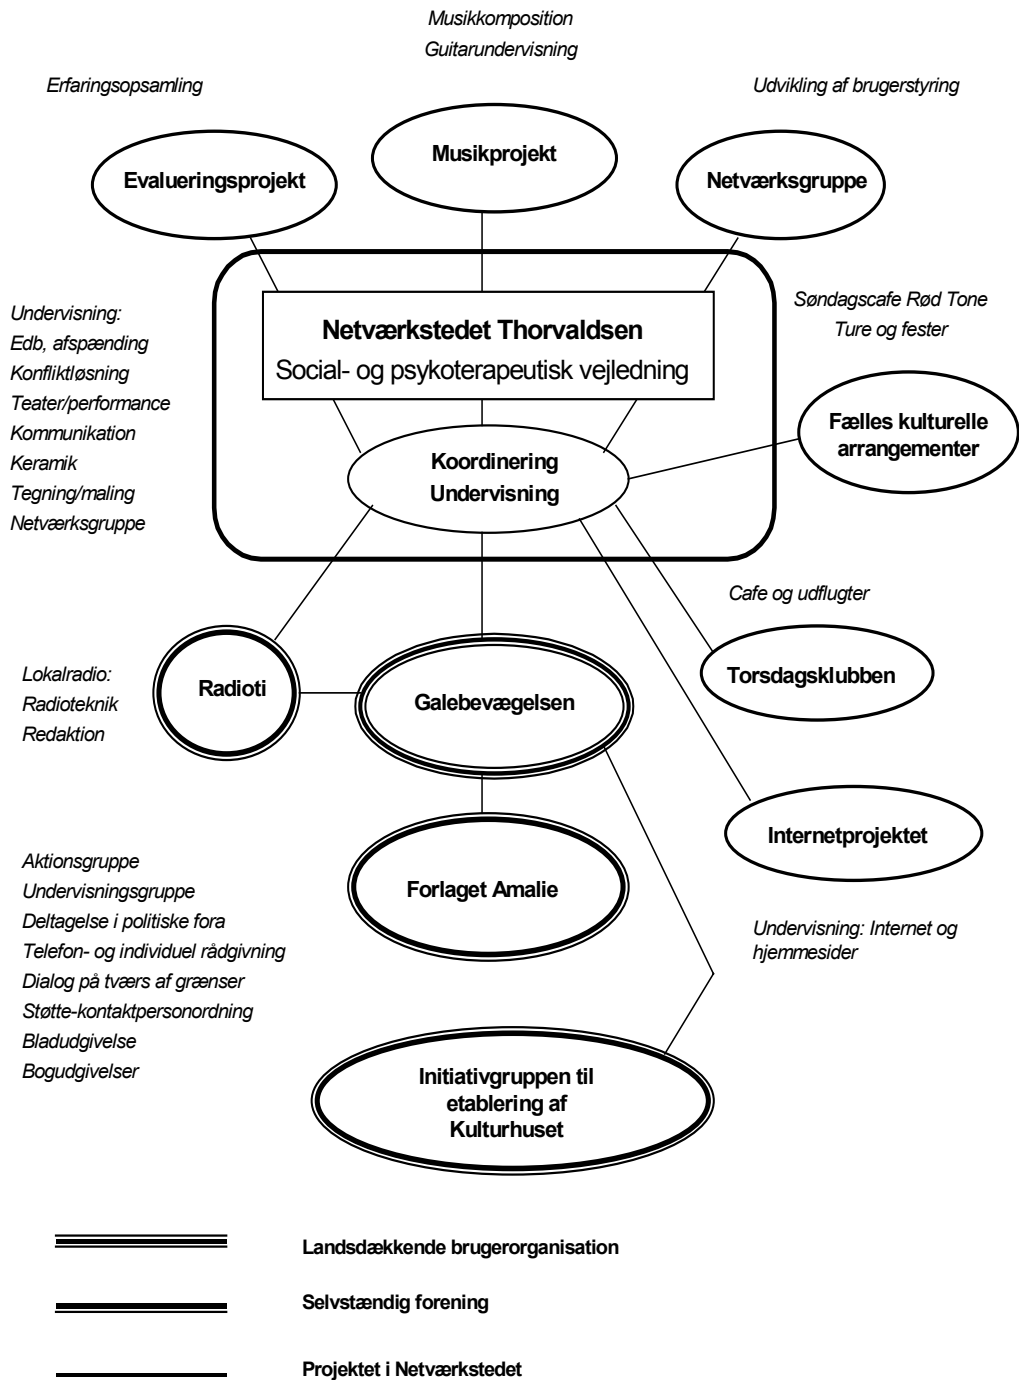 Musikkomposition
Guitarundervisning
Erfaringsopsamling
Udvikling af brugerstyring
Musikprojekt
Evalueringsprojekt
Netværksgruppe
Undervisning:
Edb, afspænding
Konfliktløsning
Teater/performance
Kommunikation
Keramik
Tegning/maling
Netværksgruppe
Netværkstedet Thorvaldsen
Social- og psykoterapeutisk vejledning
Søndagscafe Rød Tone
Ture og fester
Fælles kulturelle
arrangementer
Koordinering
Undervisning
Cafe og udflugter
Torsdagsklubben
Lokalradio:
Radioteknik
Redaktion
Radioti
Galebevægelsen
Internetprojektet
Forlaget Amalie
Undervisning: Internet og
hjemmesider
Aktionsgruppe
Undervisningsgruppe
Deltagelse i politiske fora
Telefon- og individuel rådgivning
Dialog på tværs af grænser
Støtte-kontaktpersonordning
Bladudgivelse
Bogudgivelser
Initiativgruppen til
etablering af
Kulturhuset
Landsdækkende brugerorganisation
Selvstændig forening
Projektet i Netværkstedet